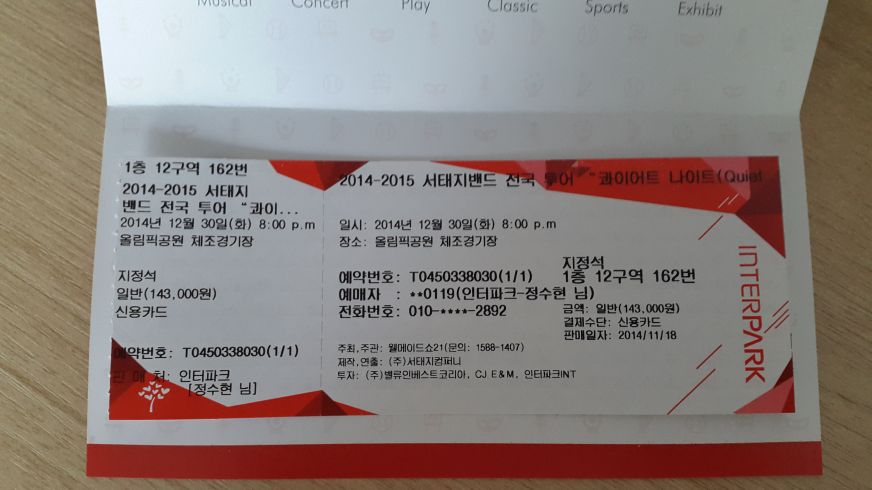 Musical Concert Play Classic Sports Exhibit
1층 12구역 162번
2014-2015 서태지
밴드 전국 투어 “콰이...
2014년 12월 30일(화) 8:00 p.m
올림픽공원 체조경기장
지정석
일반(143,000원)
신용카드
예약번호: T0450338030(1/1)
판 매 처: 인터파크
[정수현 님]
2014-2015 서태지밴드 전국 투어 “콰이어트 나이트(Quiet
일시: 2014년 12월 30일(화) 8:00 p.m
장소: 올림픽공원 체조경기장
지정석
예약번호: T0450338030(1/1) 1층 12구역 162번
예매자 : **0119(인터파크-정수현 님)
전화번호: 010-****-2892
금액: 일반(143,000원)
결제수단: 신용카드
판매일자: 2014/11/18
주최,주관: 웰메이드쇼21(문의: 1588-1407)
제작,연출: (주)서태지컴퍼니
투자: (주)밸류인베스트코리아, CJ E&M, 인터파크INT
INTERPARK